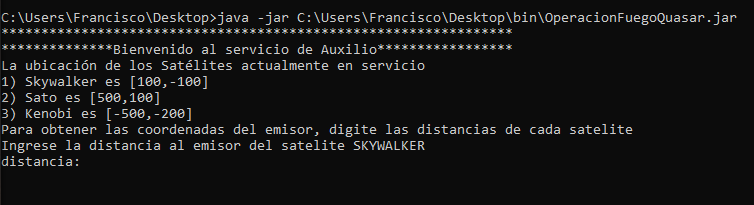 C:\Users\Francisco\Desktop>java -jar C:\Users\Francisco\Desktop\bin\OperacionFuegoQuasar.jar
****************************************************************
**************Bienvenido al servicio de Auxilio*****************
La ubicación de los Satélites actualmente en servicio
1) Skywalker es [100,-100]
2) Sato es [500,100]
3) Kenobi es [-500,-200]
Para obtener las coordenadas del emisor, digite las distancias de cada satelite
Ingrese la distancia al emisor del satelite SKYWALKER
distancia: